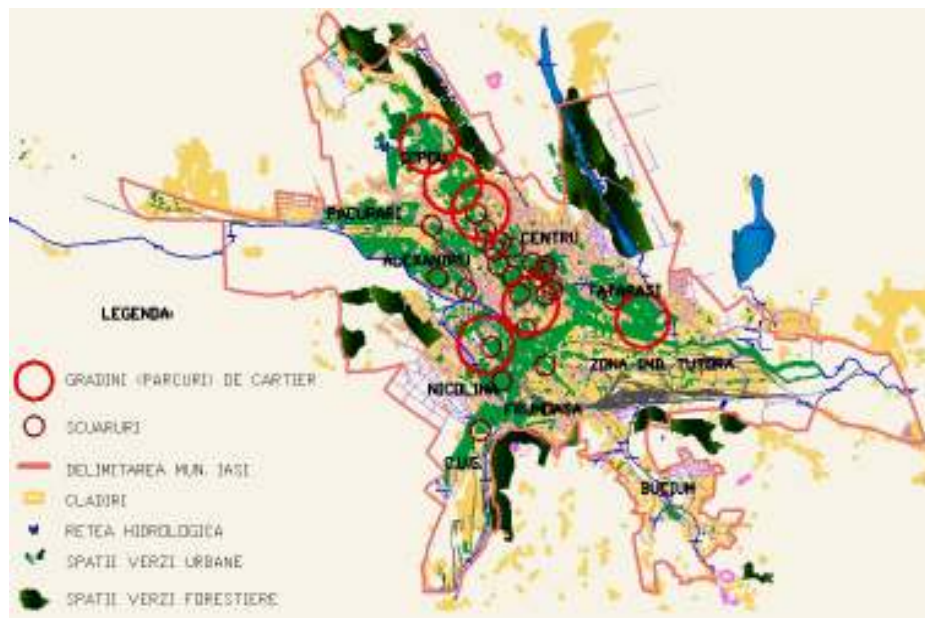 COPOU
PACURARI
CENTRU
ALEXANDRU
TATARASI
LEGENDA:
ZONA IND. TUTORA
GRADINI (PARCURI) DE CARTIER
NICOLINA
FRUMOASA
SCUARURI
DELIMITAREA MUN. IASI
C.U.G.
BUCIUM
CLADIRI
RETEA HIDROLOGICA
SPATII VERZI URBANE
SPATII VERZI FORESTIERE